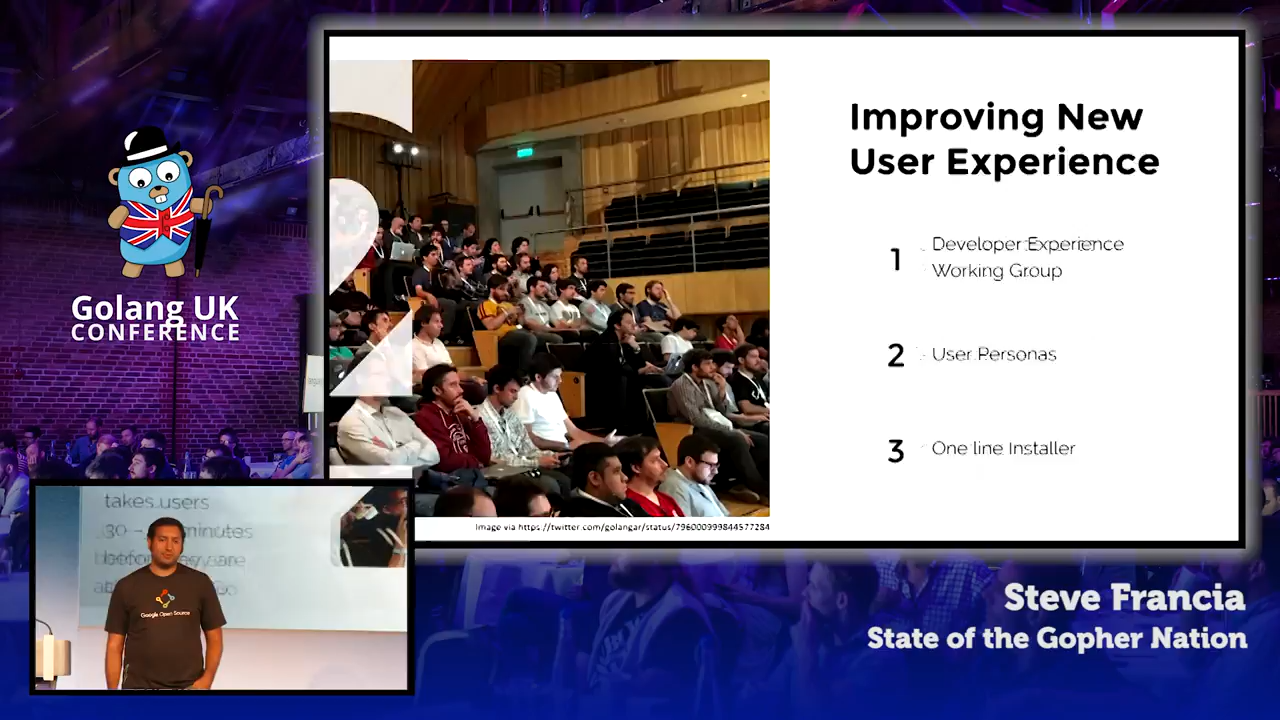 Golang UK
CONFERENCE
Improving New
User Experience
1
Developer Experience
Working Group
2
User Personas
3
One line Installer
Image via https://twitter.com/golangar/status/796000999844577284
takes users
30 - minutes
Google Open Source
Steve Francia
State of the Gopher Nation